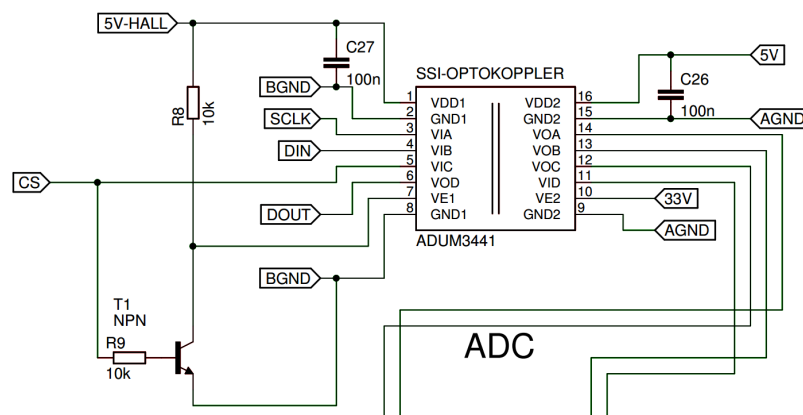 5V-HALL
C27
100n
R8
10k
BGND
SCLK
DIN
CS
DOUT
BGND
SSI-OPTOKOPPLER
1 VDD1 VDD2 16
2 GND1 GND2 15
3 VIA VOA 14
4 VIB VOB 13
5 VIC VOC 12
6 VOD VID 11
7 VE1 VE2 10
8 GND1 GND2 9
ADUM3441
5V
C26
100n
AGND
33V
AGND
T1
NPN
R9
10k
ADC